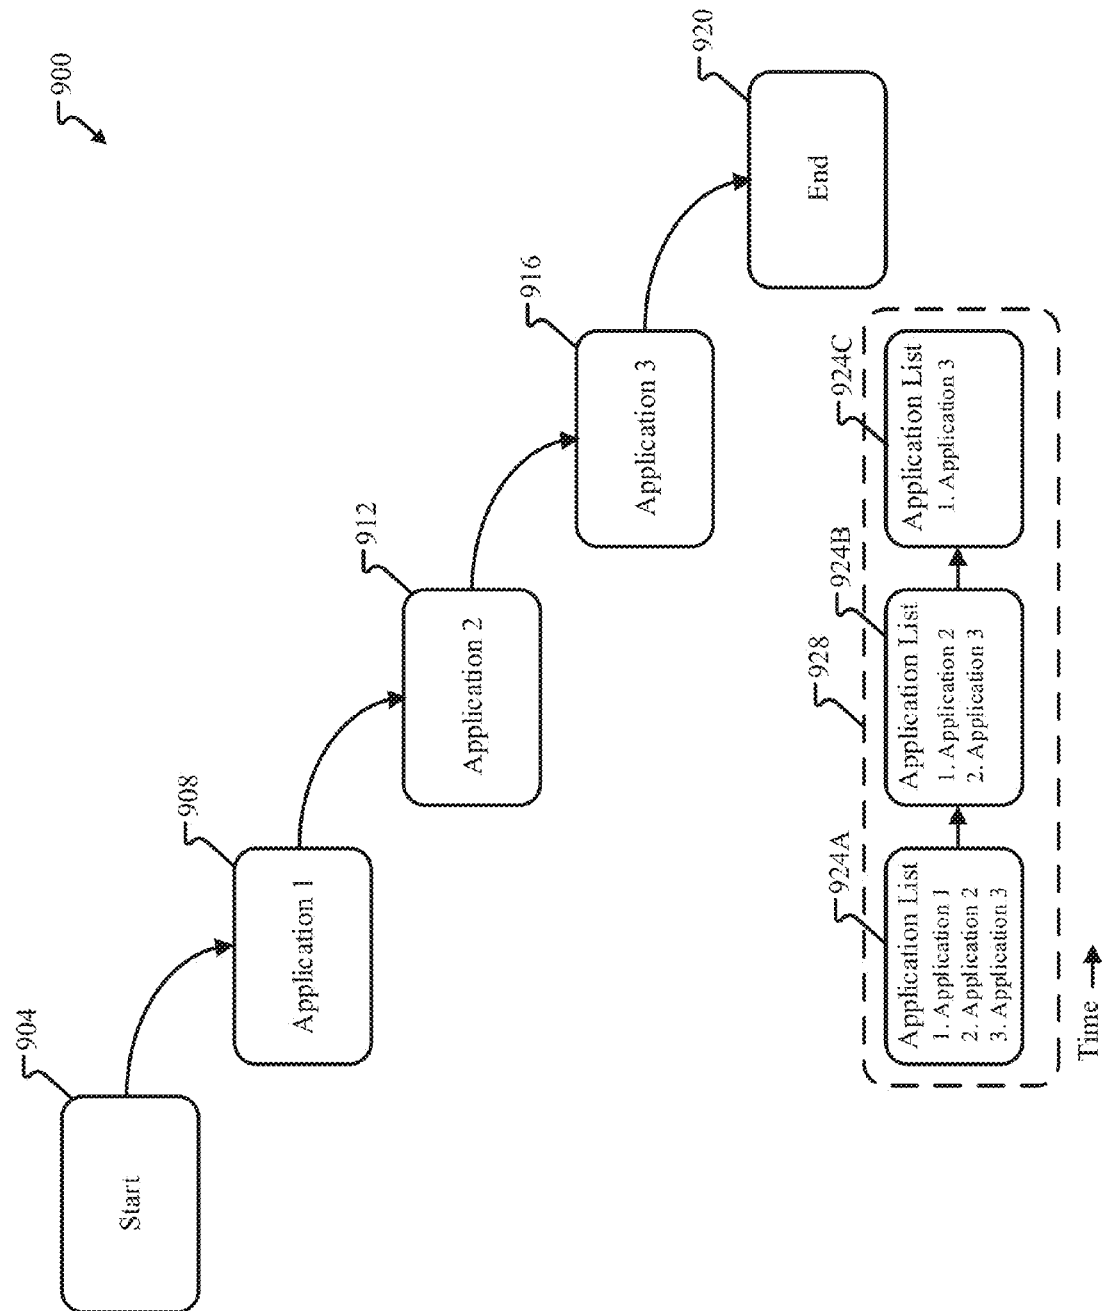 900
904
Start
908
Application 1
912
Application 2
916
Application 3
920
End
928
924A
Application List
1. Application 1
2. Application 2
3. Application 3
924B
Application List
1. Application 2
2. Application 3
924C
Application List
1. Application 3
Time